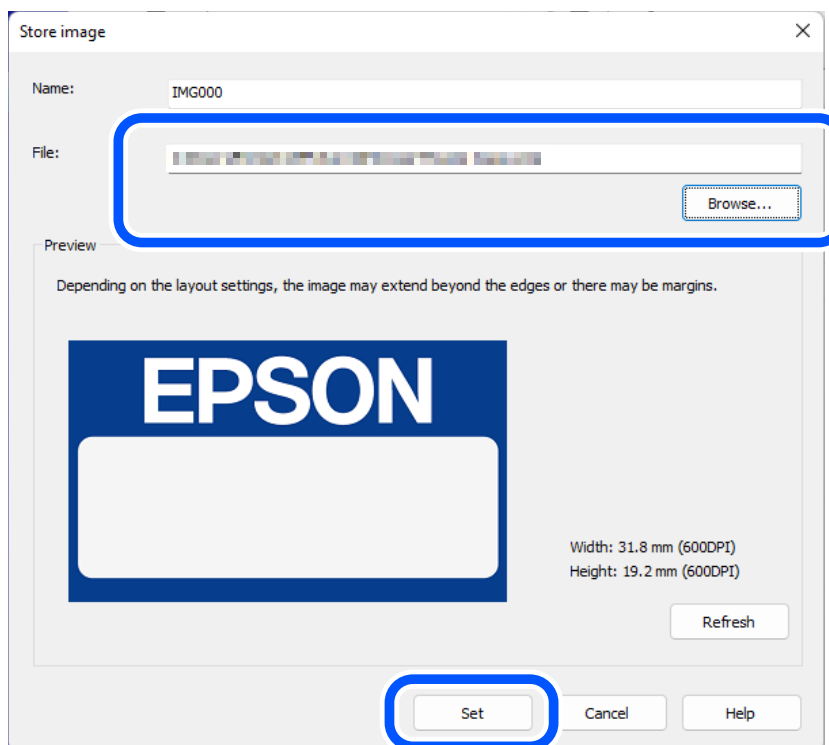 Store image
Name: IMG000
File:
Browse...
Preview
Depending on the layout settings, the image may extend beyond the edges or there may be margins.
EPSON
Width: 31.8 mm (600DPI)
Height: 19.2 mm (600DPI)
Refresh
Set Cancel Help